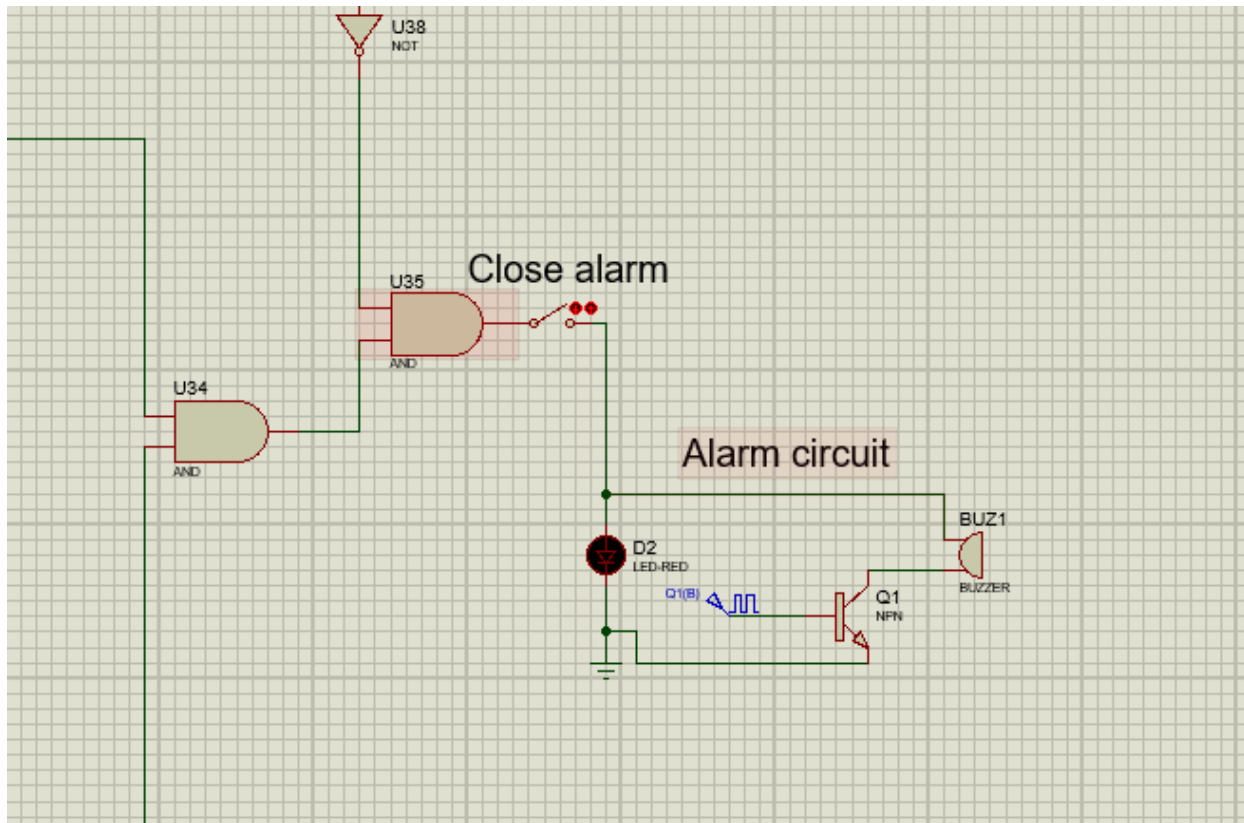 U38
NOT
Close alarm
U35
AND
U34
AND
Alarm circuit
BUZ1
BUZZER
D2
LED-RED
Q1(B)
Q1
NPN